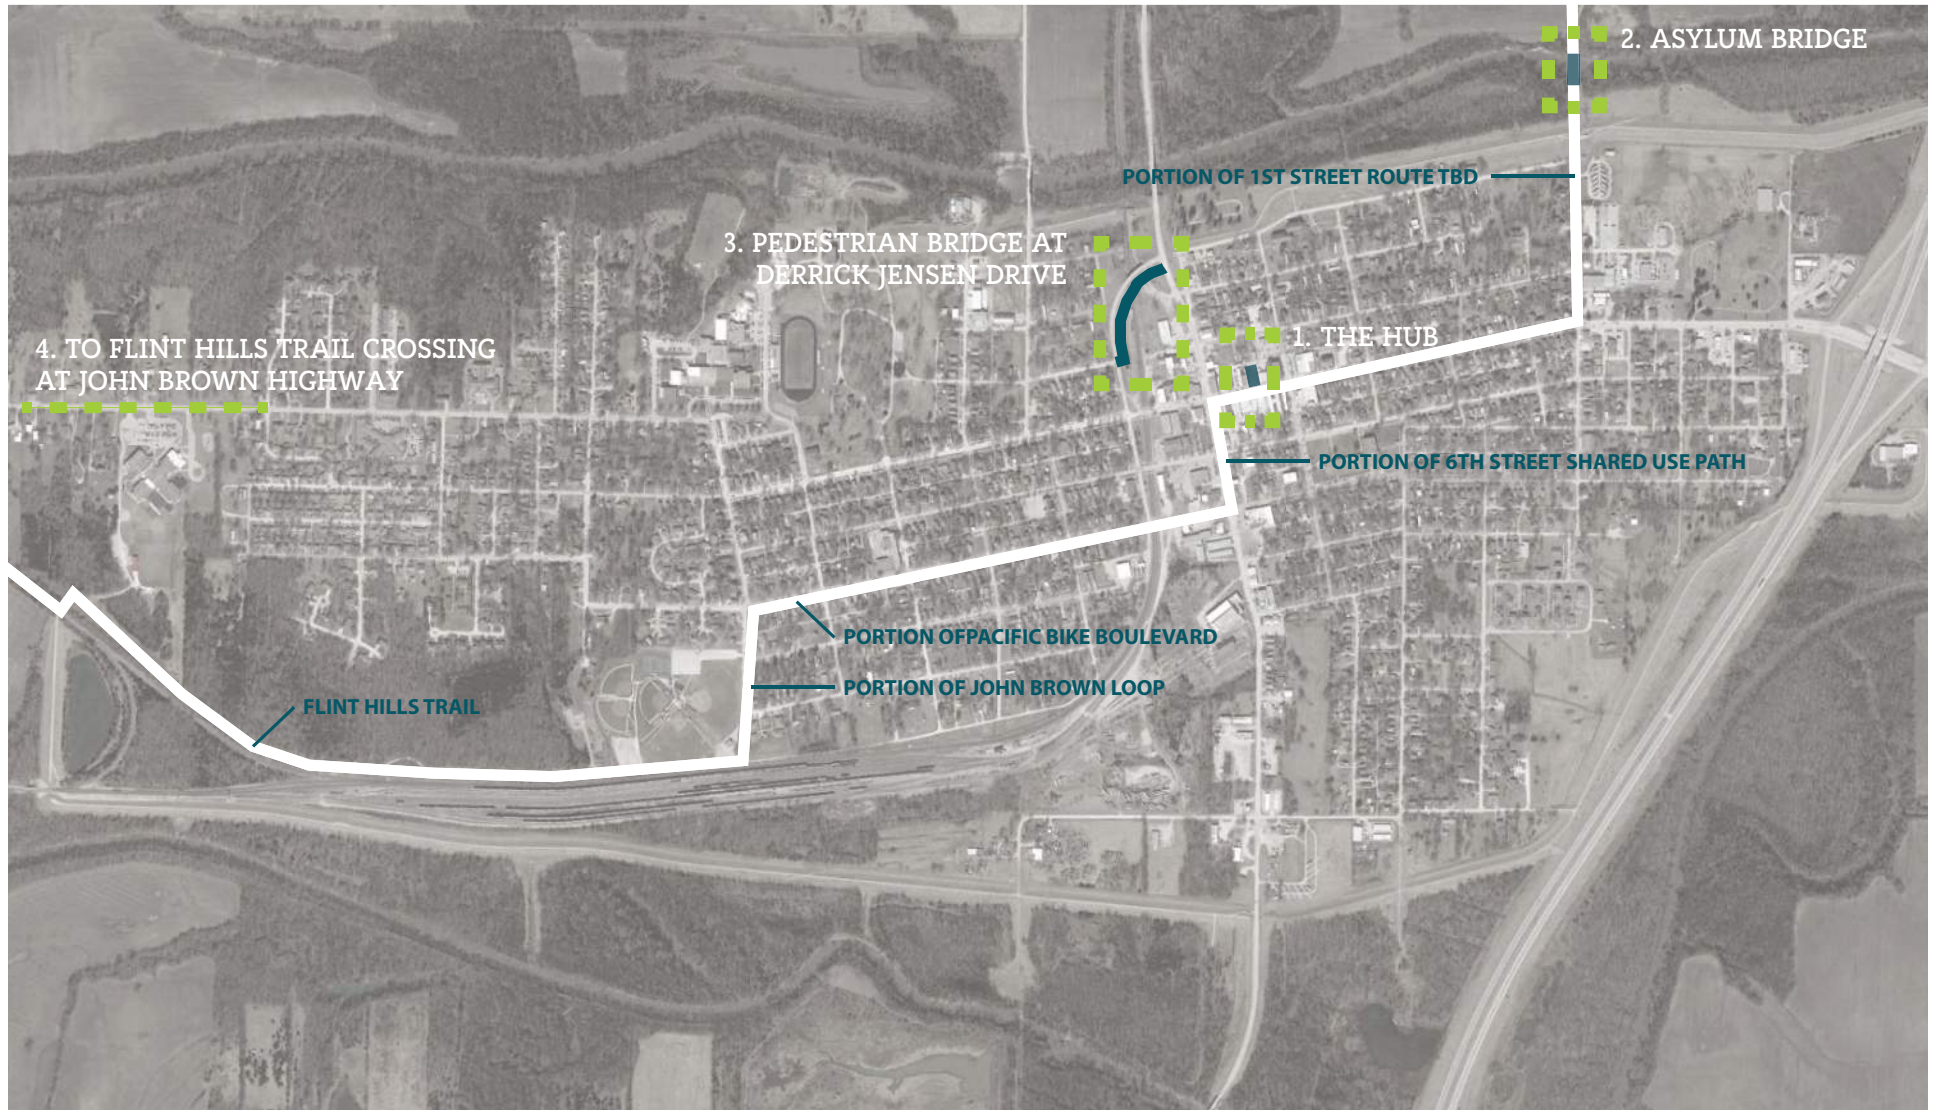 2. ASYLUM BRIDGE
PORTION OF 1ST STREET ROUTE TBD
3. PEDESTRIAN BRIDGE AT
DERRICK JENSEN DRIVE
1. THE HUB
4. TO FLINT HILLS TRAIL CROSSING
AT JOHN BROWN HIGHWAY
PORTION OF 6TH STREET SHARED USE PATH
PORTION OFPACIFIC BIKE BOULEVARD
PORTION OF JOHN BROWN LOOP
FLINT HILLS TRAIL